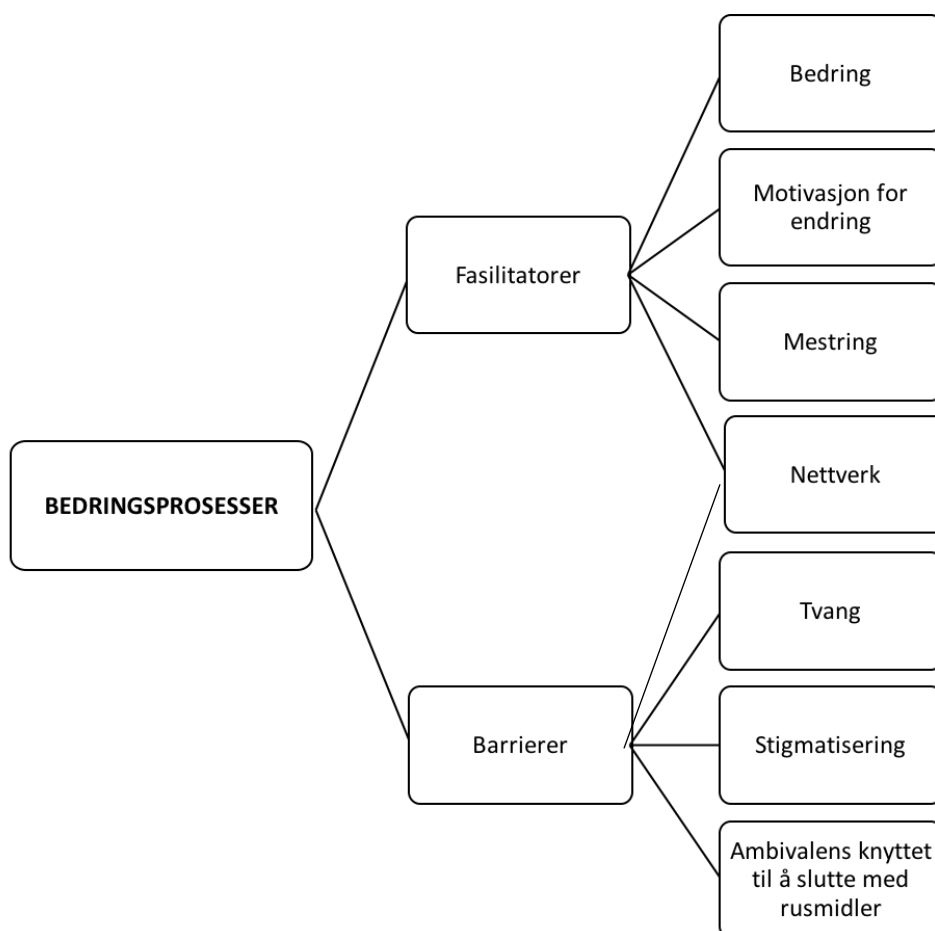 Bedring
Motivasjon for
endring
Fasilitatorer
Mestring
Nettverk
BEDRINGSPROSESSER
Tvang
Barrierer
Stigmatisering
Ambivalens knyttet
til å slutte med
rusmidler